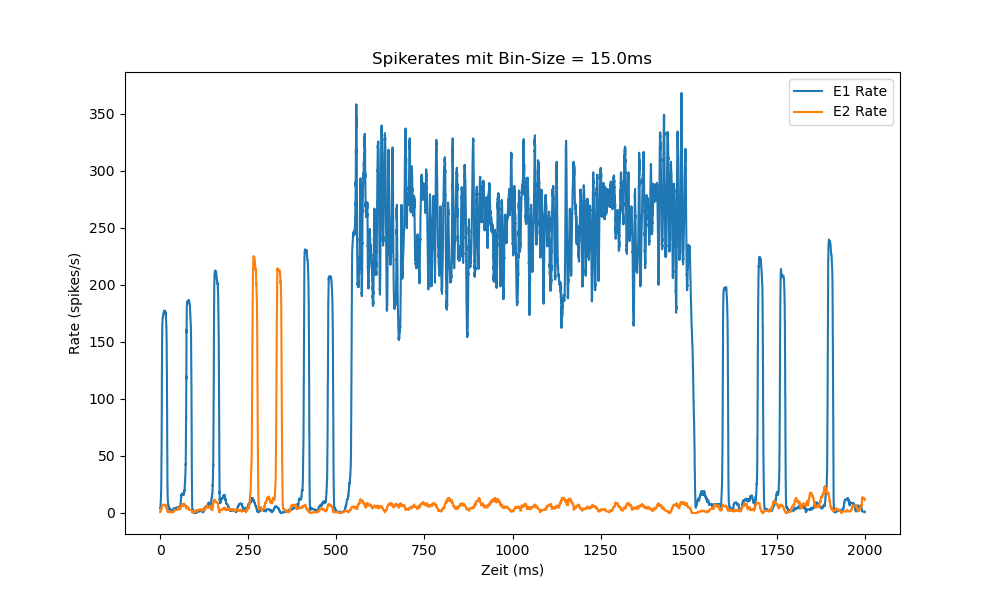 Spikerates mit Bin-Size = 15.0ms
E1 Rate
E2 Rate
350
300
250
200
150
100
50
0
Rate (spikes/s)
0 250 500 750 1000 1250 1500 1750 2000
Zeit (ms)